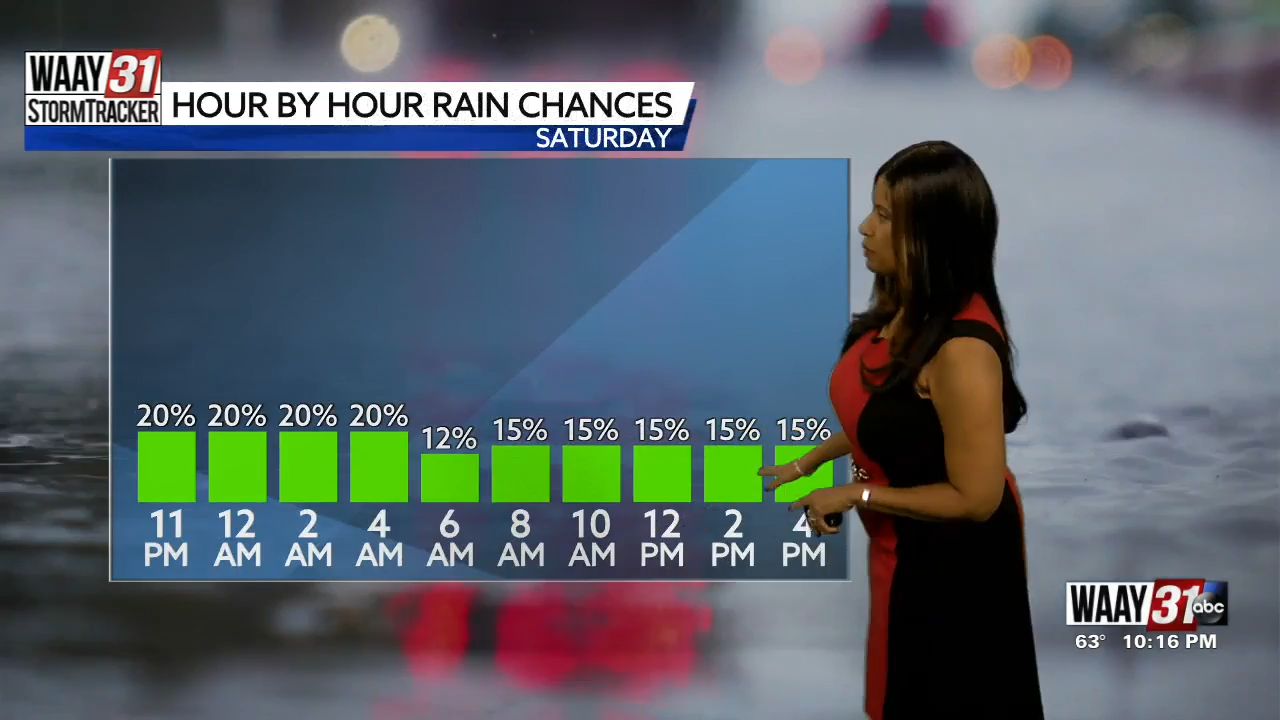 WAAY 31
STORMTRACKER
HOUR BY HOUR RAIN CHANCES
SATURDAY
20% 20% 20% 20% 12% 15% 15% 15% 15% 15%
11 12 2 4 6 8 10 12 2 4
PM AM AM AM AM AM AM PM PM PM
WAAY 31 abc
63° 10:16 PM